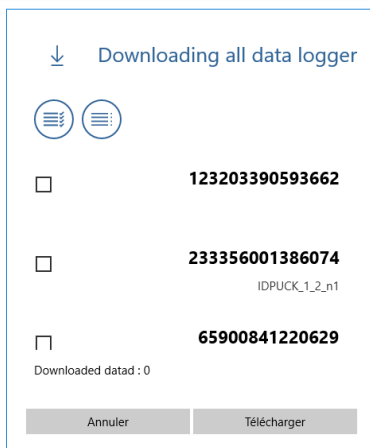 Downloading all data logger
123203390593662
233356001386074
IDPUCK_1_2_n1
65900841220629
Downloaded datad : 0
Annuler
Télécharger